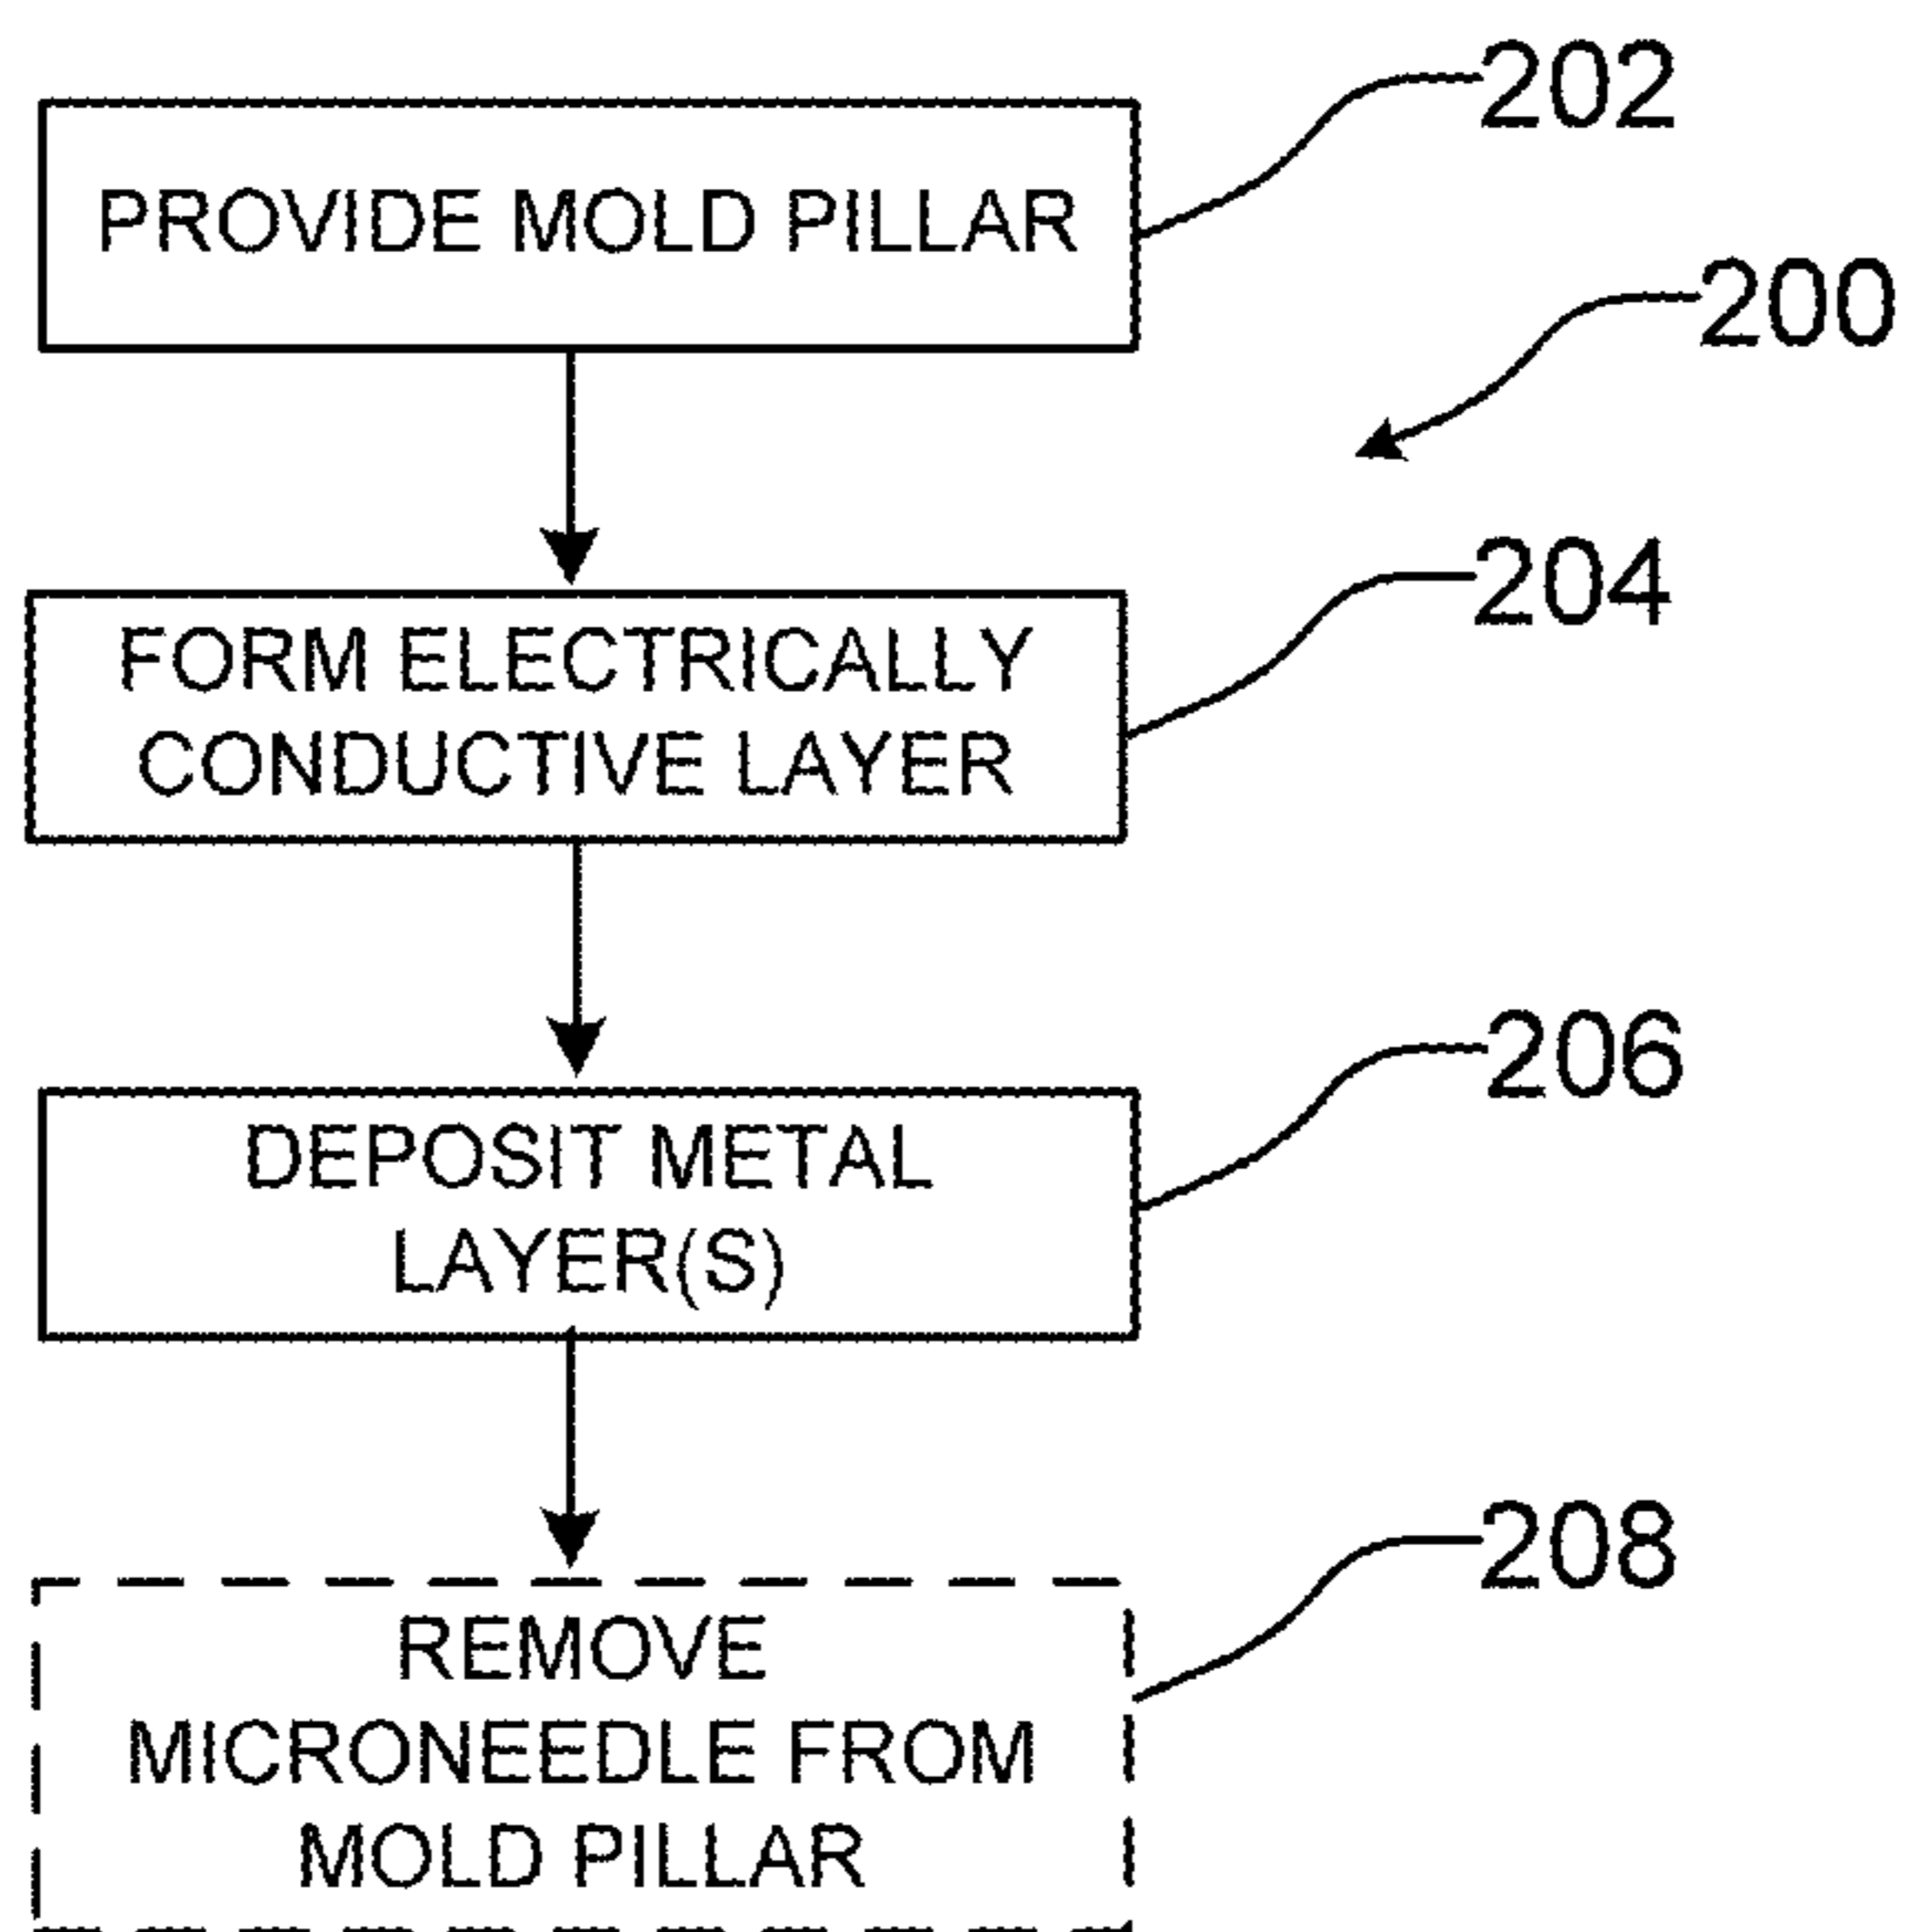 202
PROVIDE MOLD PILLAR
200
204
FORM ELECTRICALLY
CONDUCTIVE LAYER
206
DEPOSIT METAL
LAYER(S)
208
REMOVE
MICRONEEDLE FROM
MOLD PILLAR